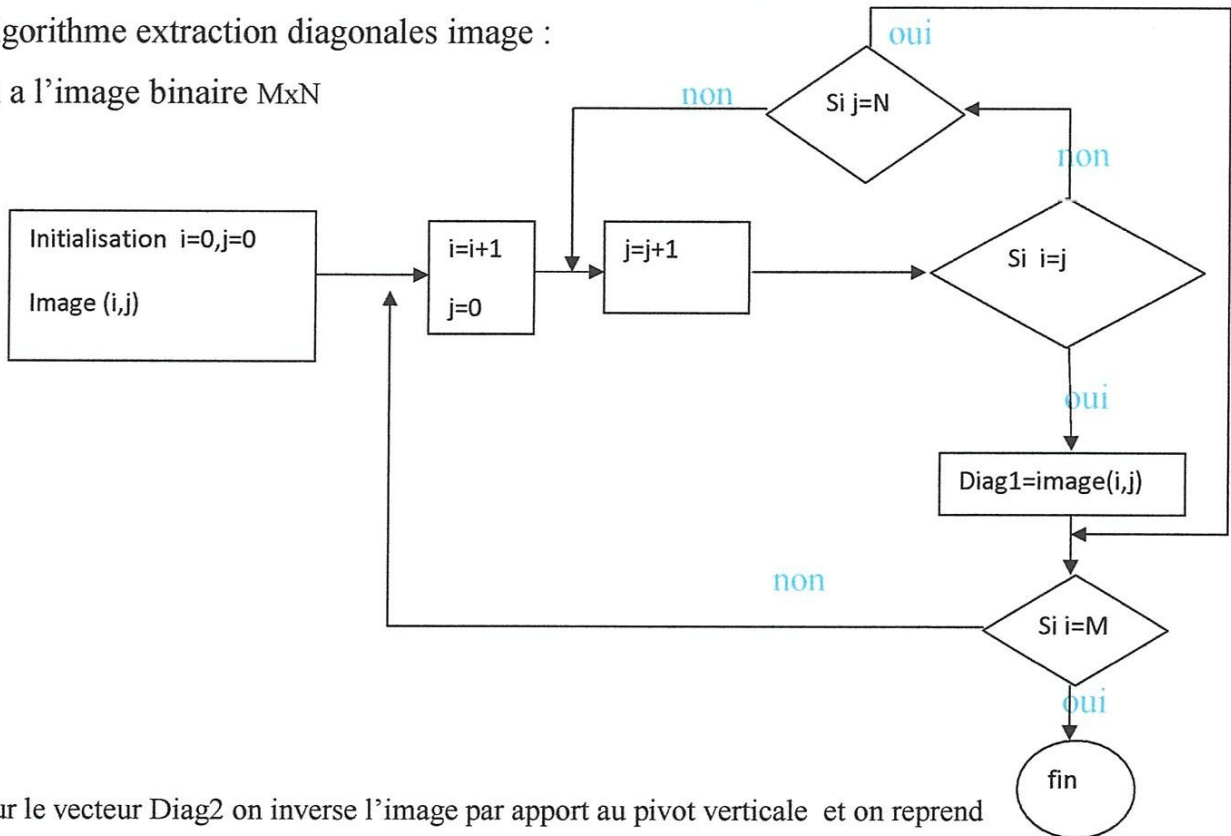 gorithme extraction diagonales image :
a l'image binaire MxN
oui
non
Si j=N
non
Initialisation i=0,j=0
Image (i,j)
i=i+1
j=0
j=j+1
Si i=j
oui
Diag1=image(i,j)
non
Si i=M
oui
fin
ur le vecteur Diag2 on inverse l'image par apport au pivot verticale et on reprend